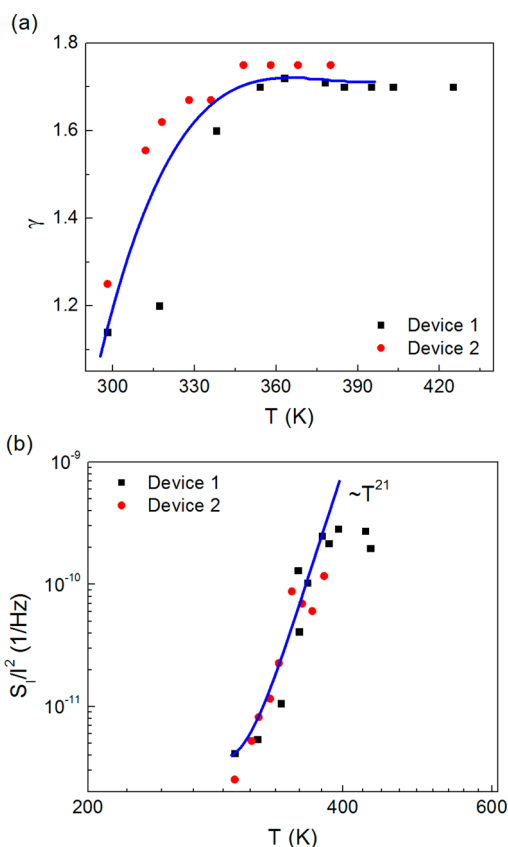 (a)
1.8
1.6
1.4
1.2
γ
Device 1
Device 2
300 330 360 390 420
T (K)
(b)
10⁻⁹
10⁻¹⁰
10⁻¹¹
S_I/I² (1/Hz)
Device 1
Device 2
~T²¹
200 400 600
T (K)